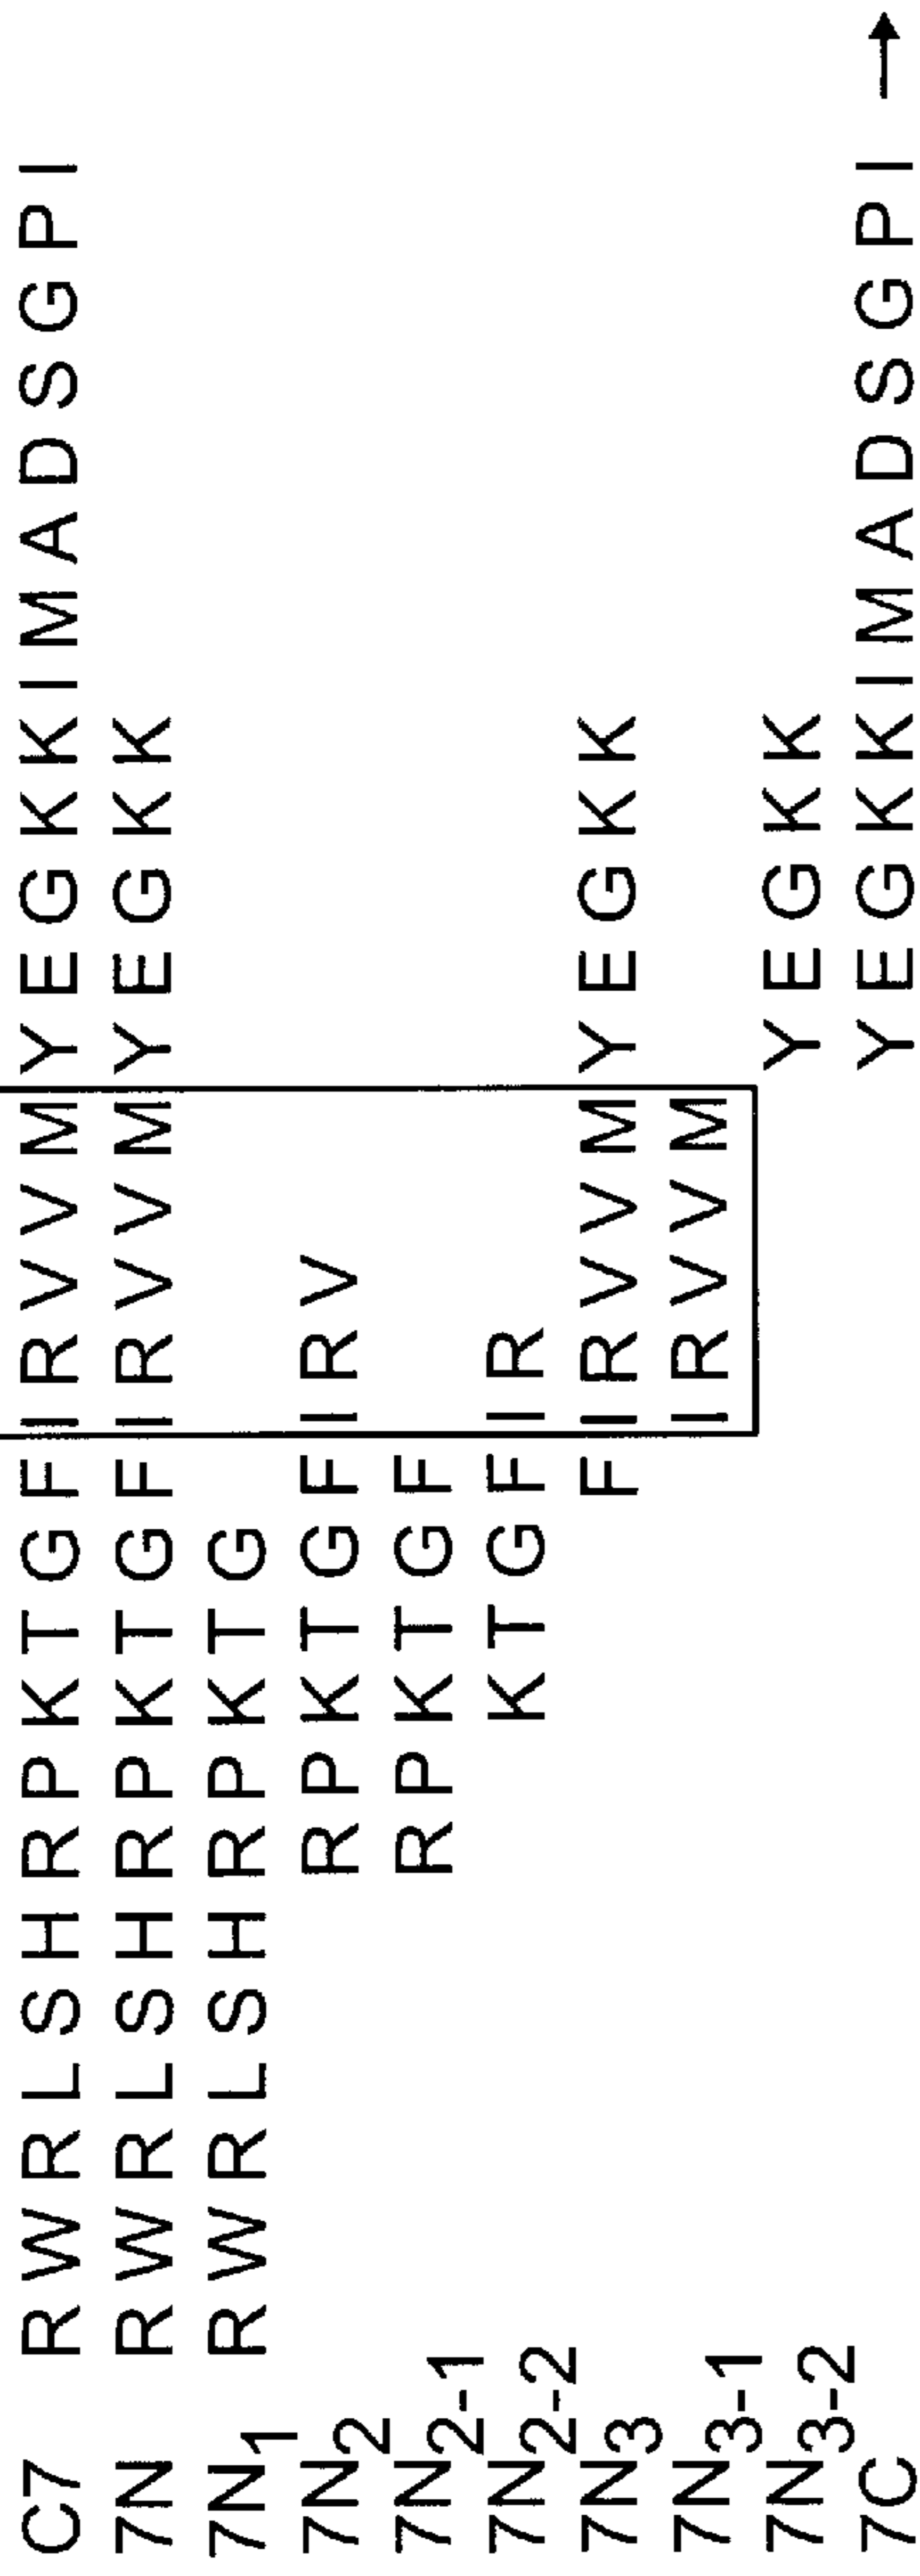 C7 RWRLSHRPKTGFIRVVMYEGKKIMADSGPI
7N RWRLSHRPKTGFIRVVMYEGKK
7N1 RWRLSHRPKTG
7N2 RPKTGFIRV
7N2-1 RPKTGF
7N2-2 KTGFIR
7N3 FIRVVMYEGKK
7N3-1 IRVVM
7N3-2 YEGKK
7C YEGKKIMADSGPI →